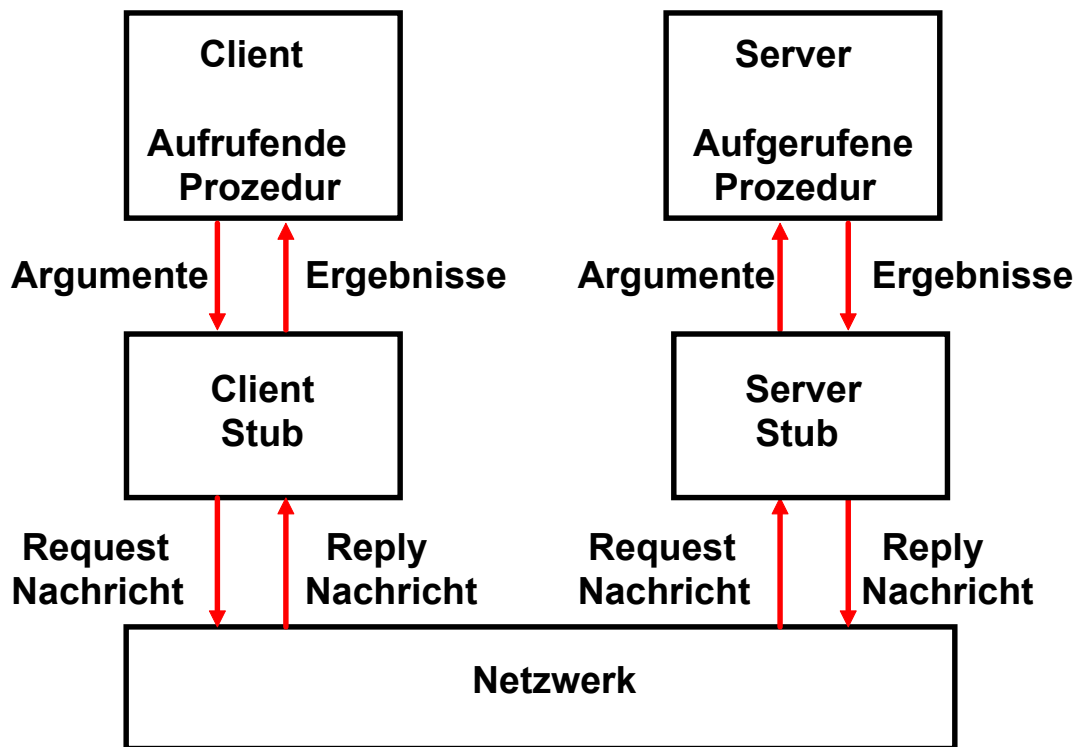 Client
Aufrufende
Prozedur
Server
Aufgerufene
Prozedur
Argumente
Ergebnisse
Argumente
Ergebnisse
Client
Stub
Server
Stub
Request
Nachricht
Reply
Nachricht
Request
Nachricht
Reply
Nachricht
Netzwerk